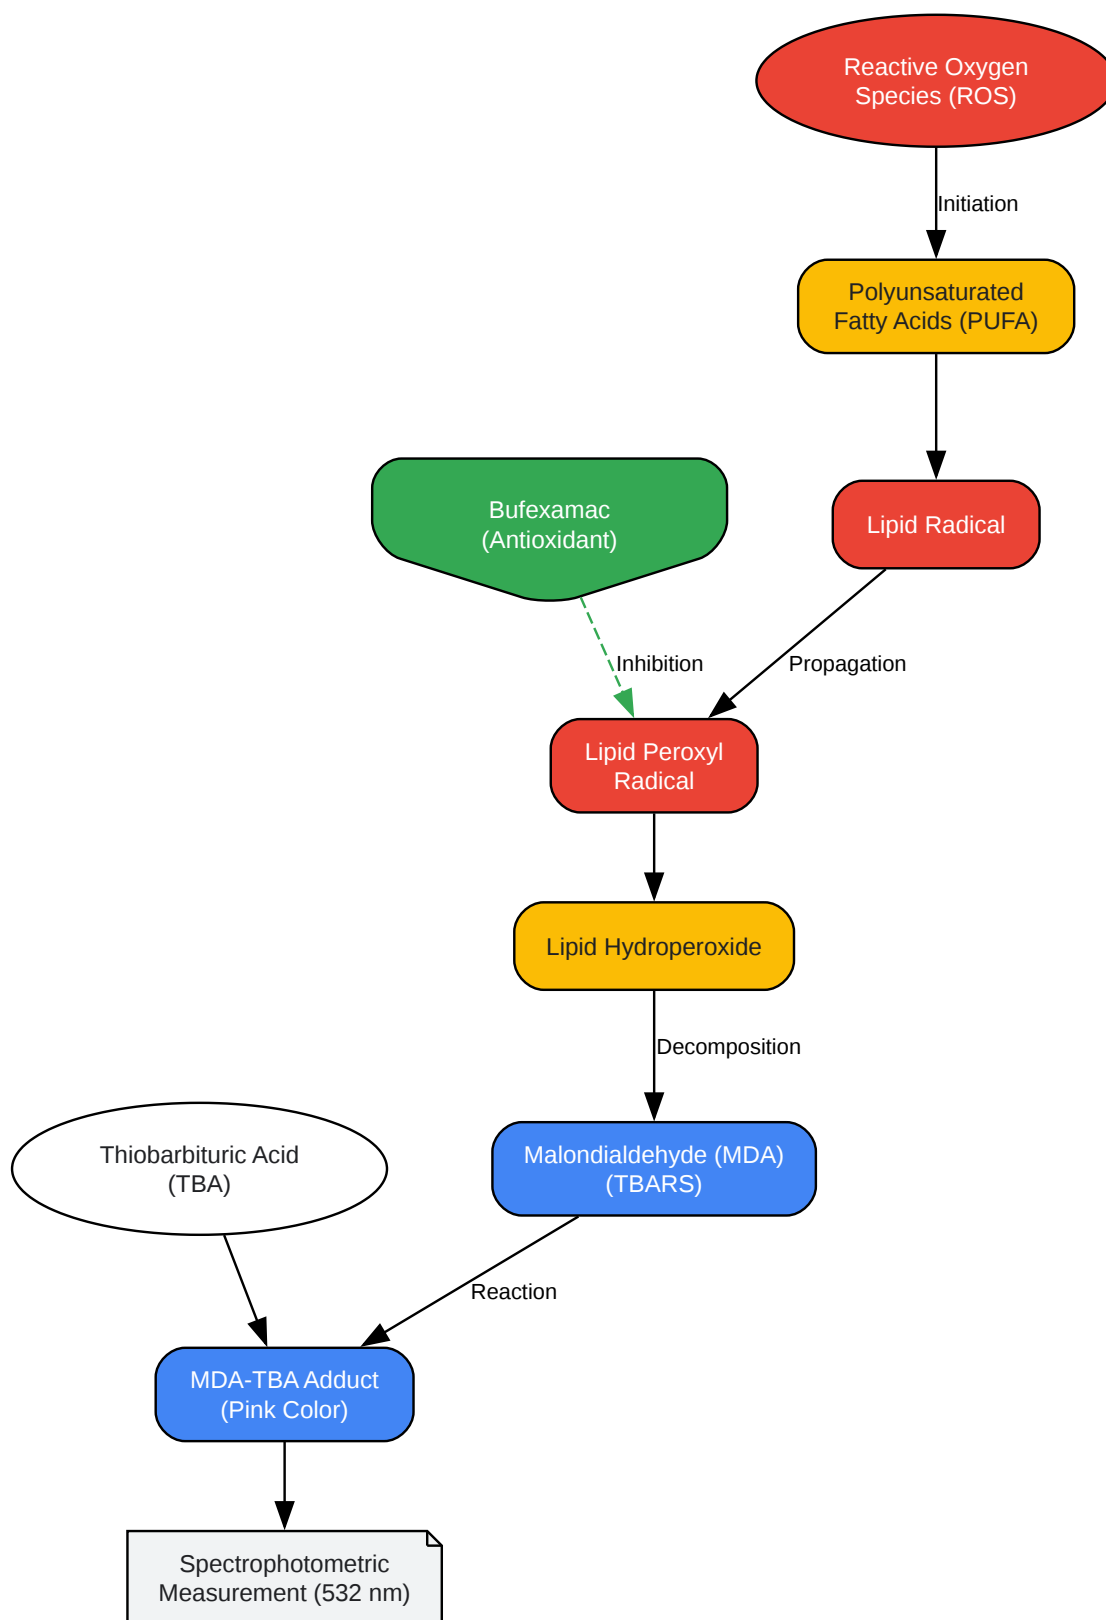 Reactive Oxygen
Species (ROS)
Initiation
Polyunsaturated
Fatty Acids (PUFA)
Bufexamac
(Antioxidant)
Lipid Radical
Inhibition
Propagation
Lipid Peroxyl
Radical
Lipid Hydroperoxide
Decomposition
Thiobarbituric Acid
(TBA)
Malondialdehyde (MDA)
(TBARS)
Reaction
MDA-TBA Adduct
(Pink Color)
Spectrophotometric
Measurement (532 nm)